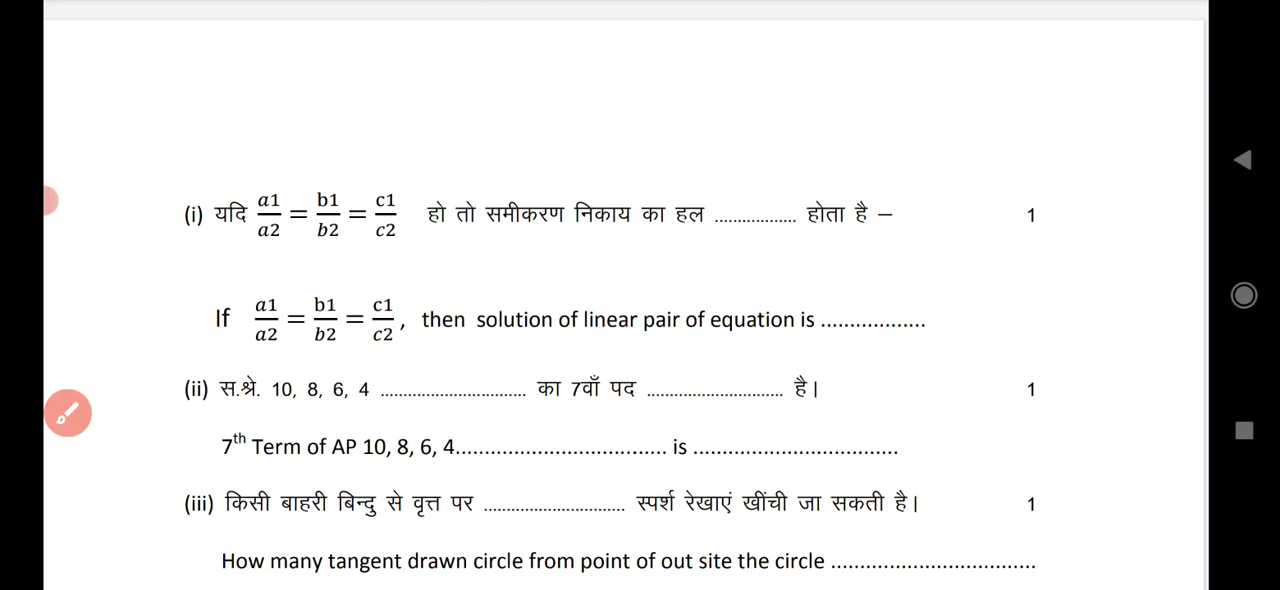 (i) यदि a1/a2 = b1/b2 = c1/c2 हो तो समीकरण निकाय का हल .................. होता है – 1
If a1/a2 = b1/b2 = c1/c2, then solution of linear pair of equation is ..................
(ii) स.श्रे. 10, 8, 6, 4 ................................ का 7वाँ पद .............................. है। 1
7th Term of AP 10, 8, 6, 4.................................... is ...................................
(iii) किसी बाहरी बिन्दु से वृत्त पर ............................... स्पर्श रेखाएं खींची जा सकती है। 1
How many tangent drawn circle from point of out site the circle ...................................